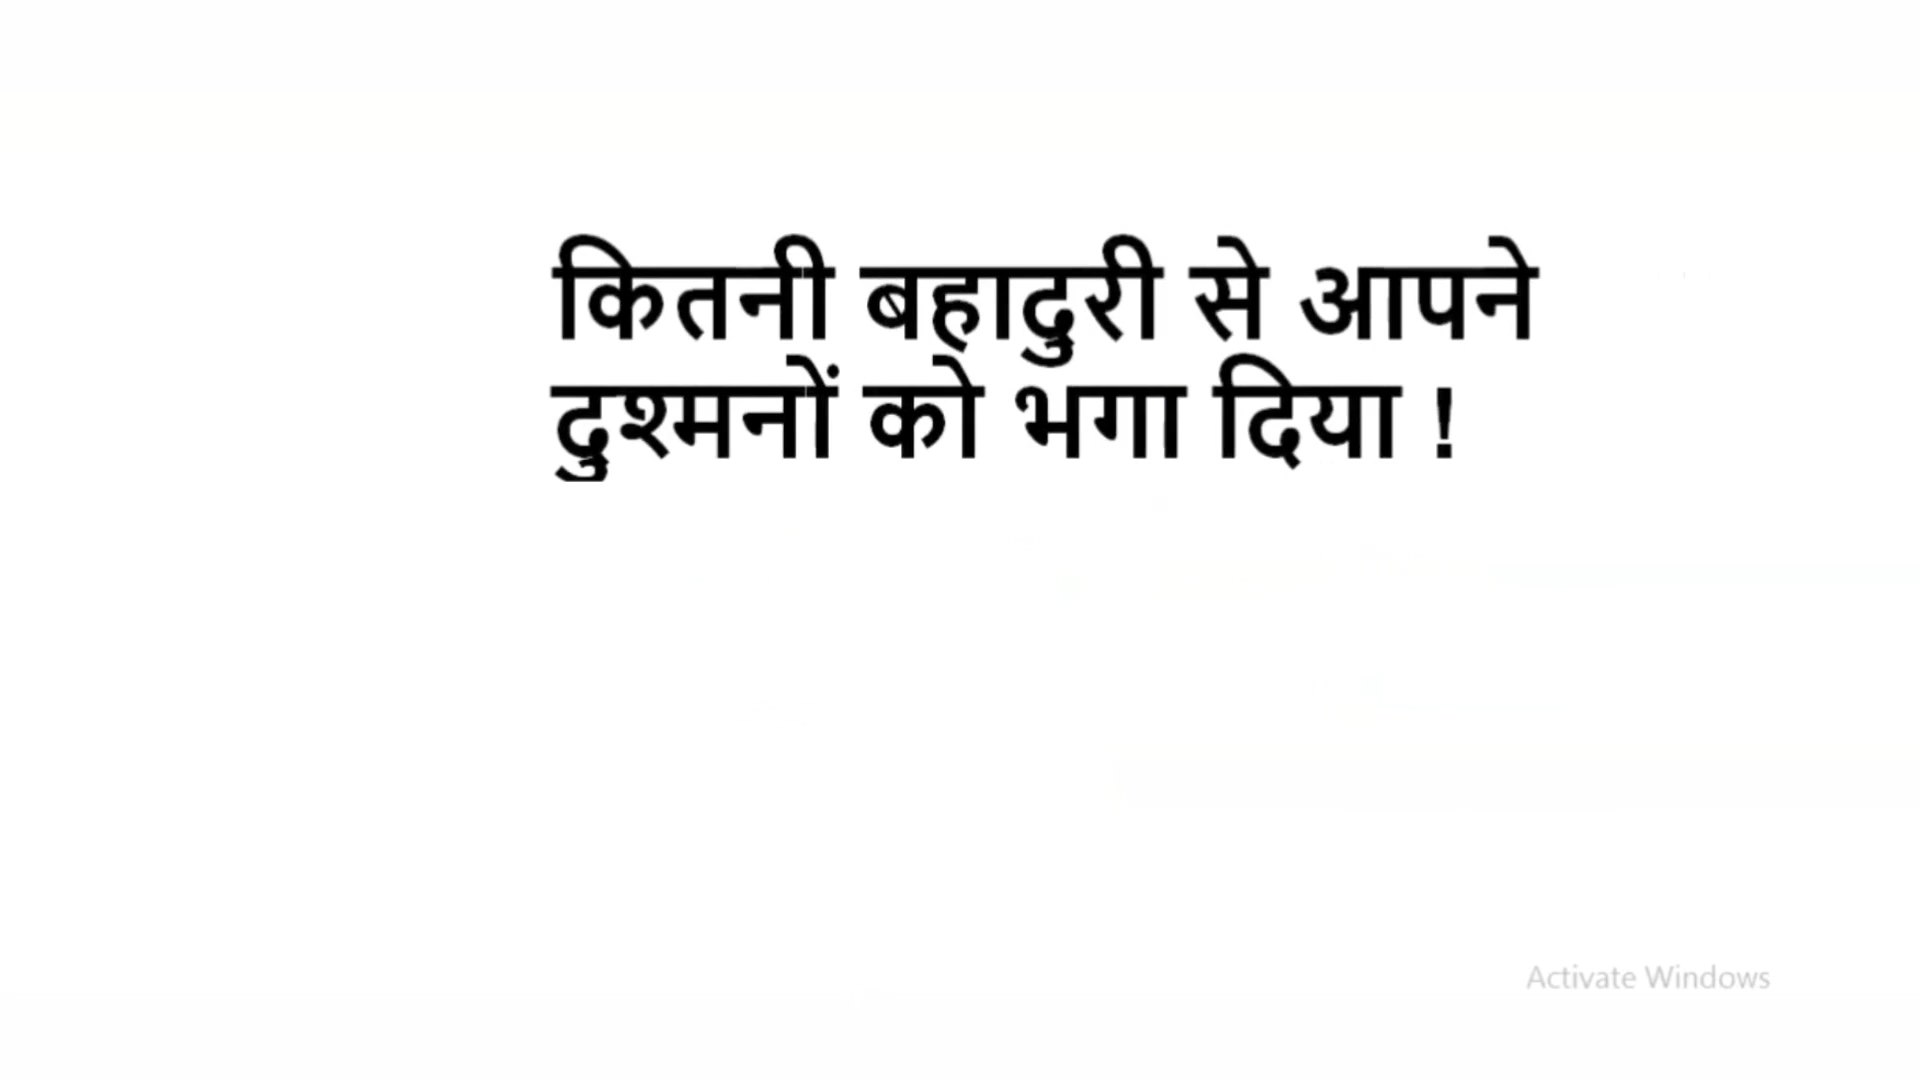 कितनी बहादुरी से आपने
दुश्मनों को भगा दिया !
Activate Windows